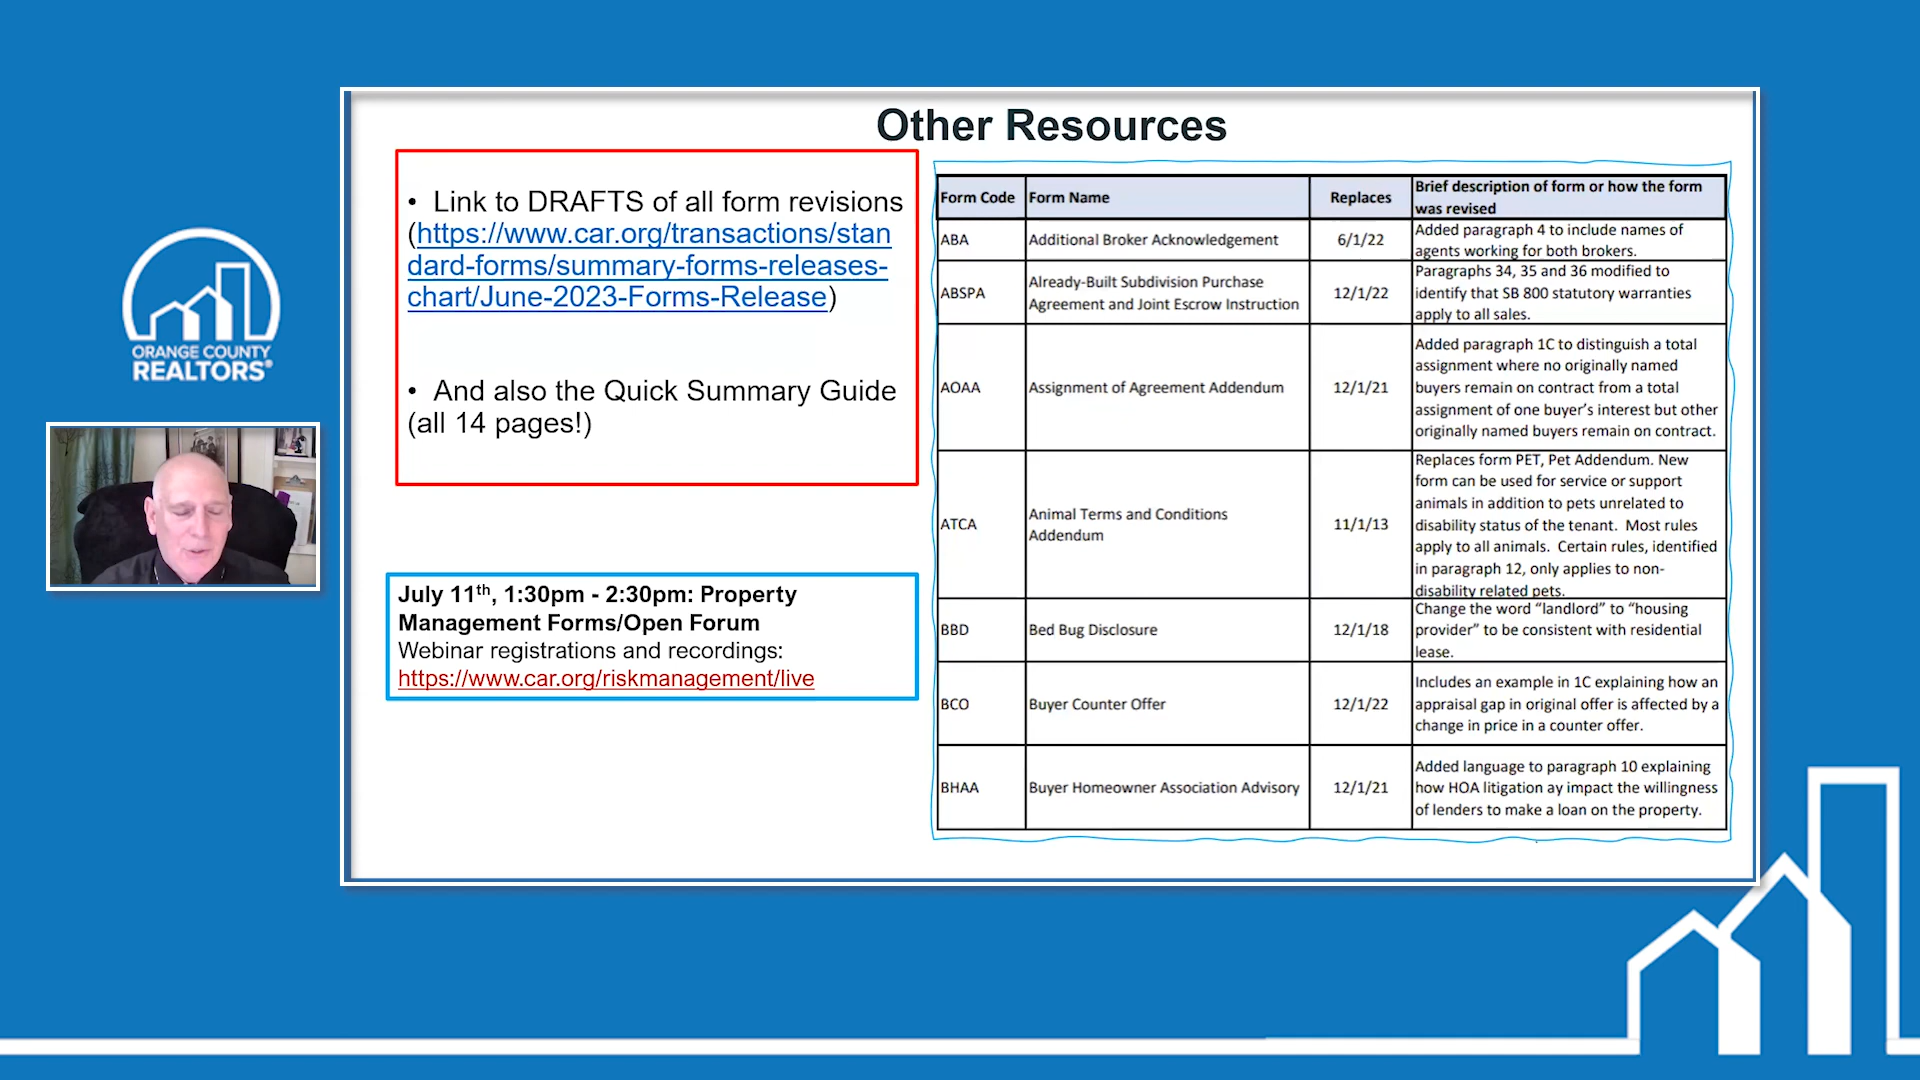 Other Resources
• Link to DRAFTS of all form revisions
(https://www.car.org/transactions/stan
dard-forms/summary-forms-releases-
chart/June-2023-Forms-Release)
• And also the Quick Summary Guide
(all 14 pages!)
July 11th, 1:30pm - 2:30pm: Property
Management Forms/Open Forum
Webinar registrations and recordings:
https://www.car.org/riskmanagement/live
ORANGE COUNTY
REALTORS®
Form Code
Form Name
Replaces
Brief description of form or how the form
was revised
ABA
Additional Broker Acknowledgement
6/1/22
Added paragraph 4 to include names of
agents working for both brokers.
ABSPA
Already-Built Subdivision Purchase
Agreement and Joint Escrow Instruction
12/1/22
Paragraphs 34, 35 and 36 modified to
identify that SB 800 statutory warranties
apply to all sales.
AOAA
Assignment of Agreement Addendum
12/1/21
Added paragraph 1C to distinguish a total
assignment where no originally named
buyers remain on contract from a total
assignment of one buyer's interest but other
originally named buyers remain on contract.
ATCA
Animal Terms and Conditions
Addendum
11/1/13
Replaces form PET, Pet Addendum. New
form can be used for service or support
animals in addition to pets unrelated to
disability status of the tenant. Most rules
apply to all animals. Certain rules, identified
in paragraph 12, only applies to non-
disability related pets.
BBD
Bed Bug Disclosure
12/1/18
Change the word “landlord” to “housing
provider” to be consistent with residential
lease.
BCO
Buyer Counter Offer
12/1/22
Includes an example in 1C explaining how an
appraisal gap in original offer is affected by a
change in price in a counter offer.
BHAA
Buyer Homeowner Association Advisory
12/1/21
Added language to paragraph 10 explaining
how HOA litigation ay impact the willingness
of lenders to make a loan on the property.